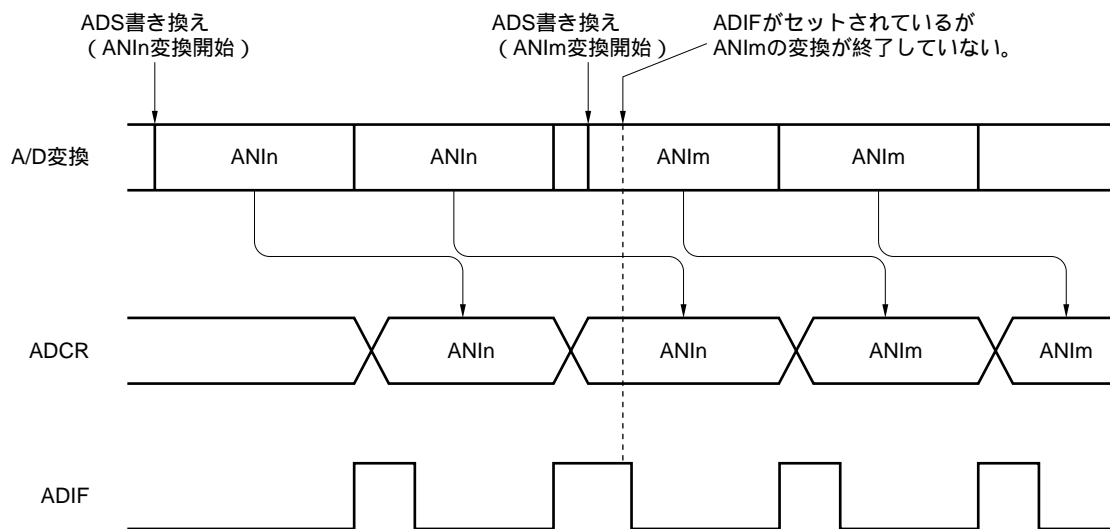 ADS書き換え
（ANIn変換開始）
ADS書き換え
（ANIm変換開始）
ADIFがセットされているが
ANImの変換が終了していない。
A/D変換
ANIn
ANIn
ANIm
ANIm
ADCR
ANIn
ANIn
ANIm
ANIm
ADIF